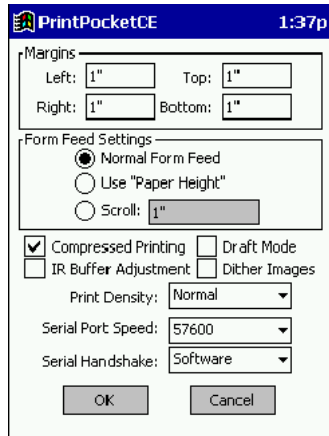 PrintPocketCE 1:37p
Margins
Left: 1" Top: 1"
Right: 1" Bottom: 1"
Form Feed Settings
Normal Form Feed
Use "Paper Height"
Scroll: 1"
Compressed Printing Draft Mode
IR Buffer Adjustment Dither Images
Print Density: Normal
Serial Port Speed: 57600
Serial Handshake: Software
OK Cancel